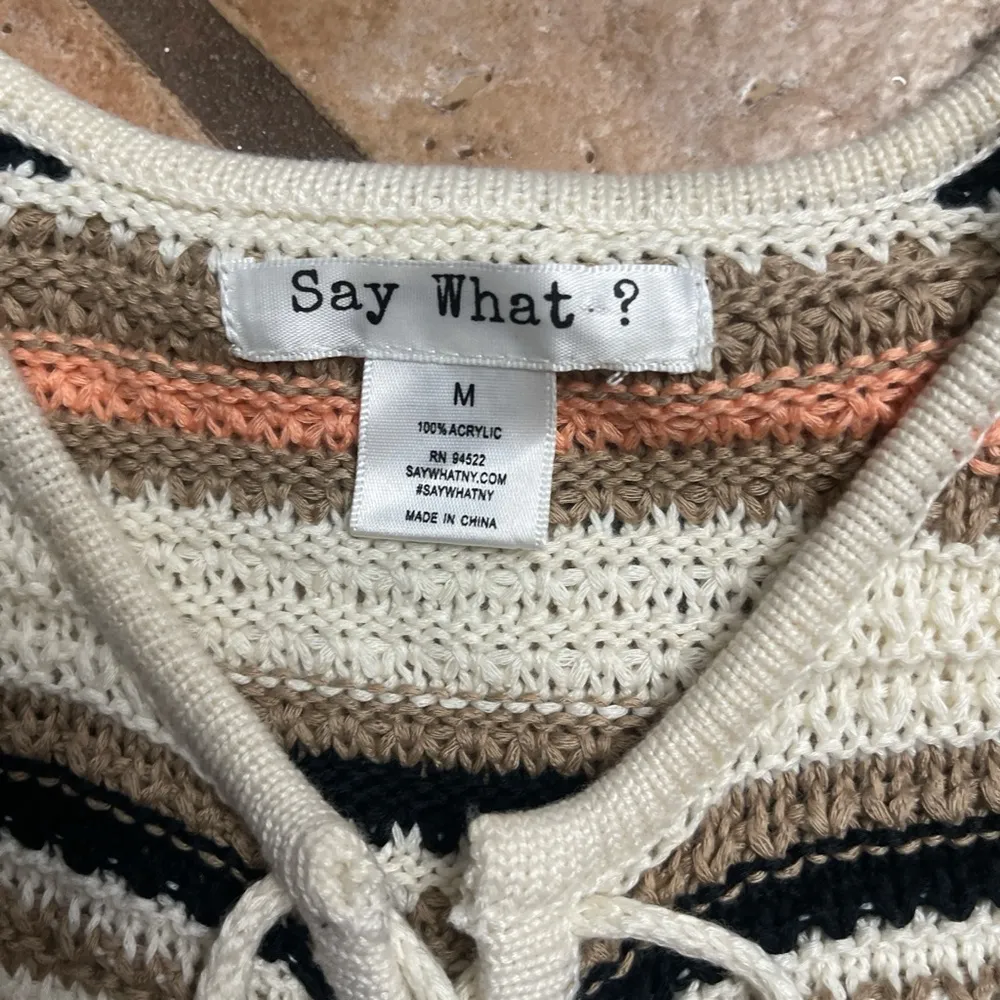 Say What ?
M
100% ACRYLIC
RN 94522
SAYWHATNY.COM
#SAYWHATNY
MADE IN CHINA